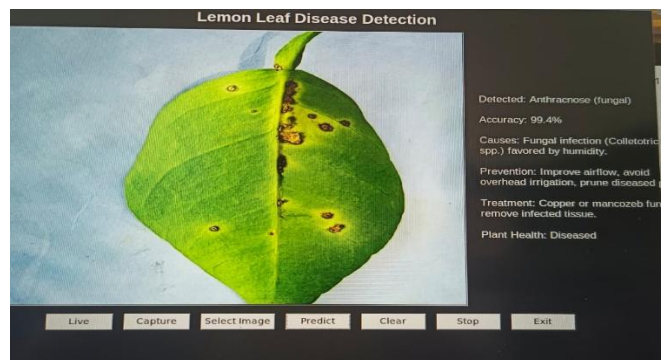 Lemon Leaf Disease Detection
Detected: Anthracnose (fungal)
Accuracy: 99.4%
Causes: Fungal infection (Colletotric
spp.) favored by humidity.
Prevention: Improve airflow, avoid
overhead irrigation, prune diseased
Treatment: Copper or mancozeb fun
remove infected tissue.
Plant Health: Diseased
Live
Capture
Select Image
Predict
Clear
Stop
Exit